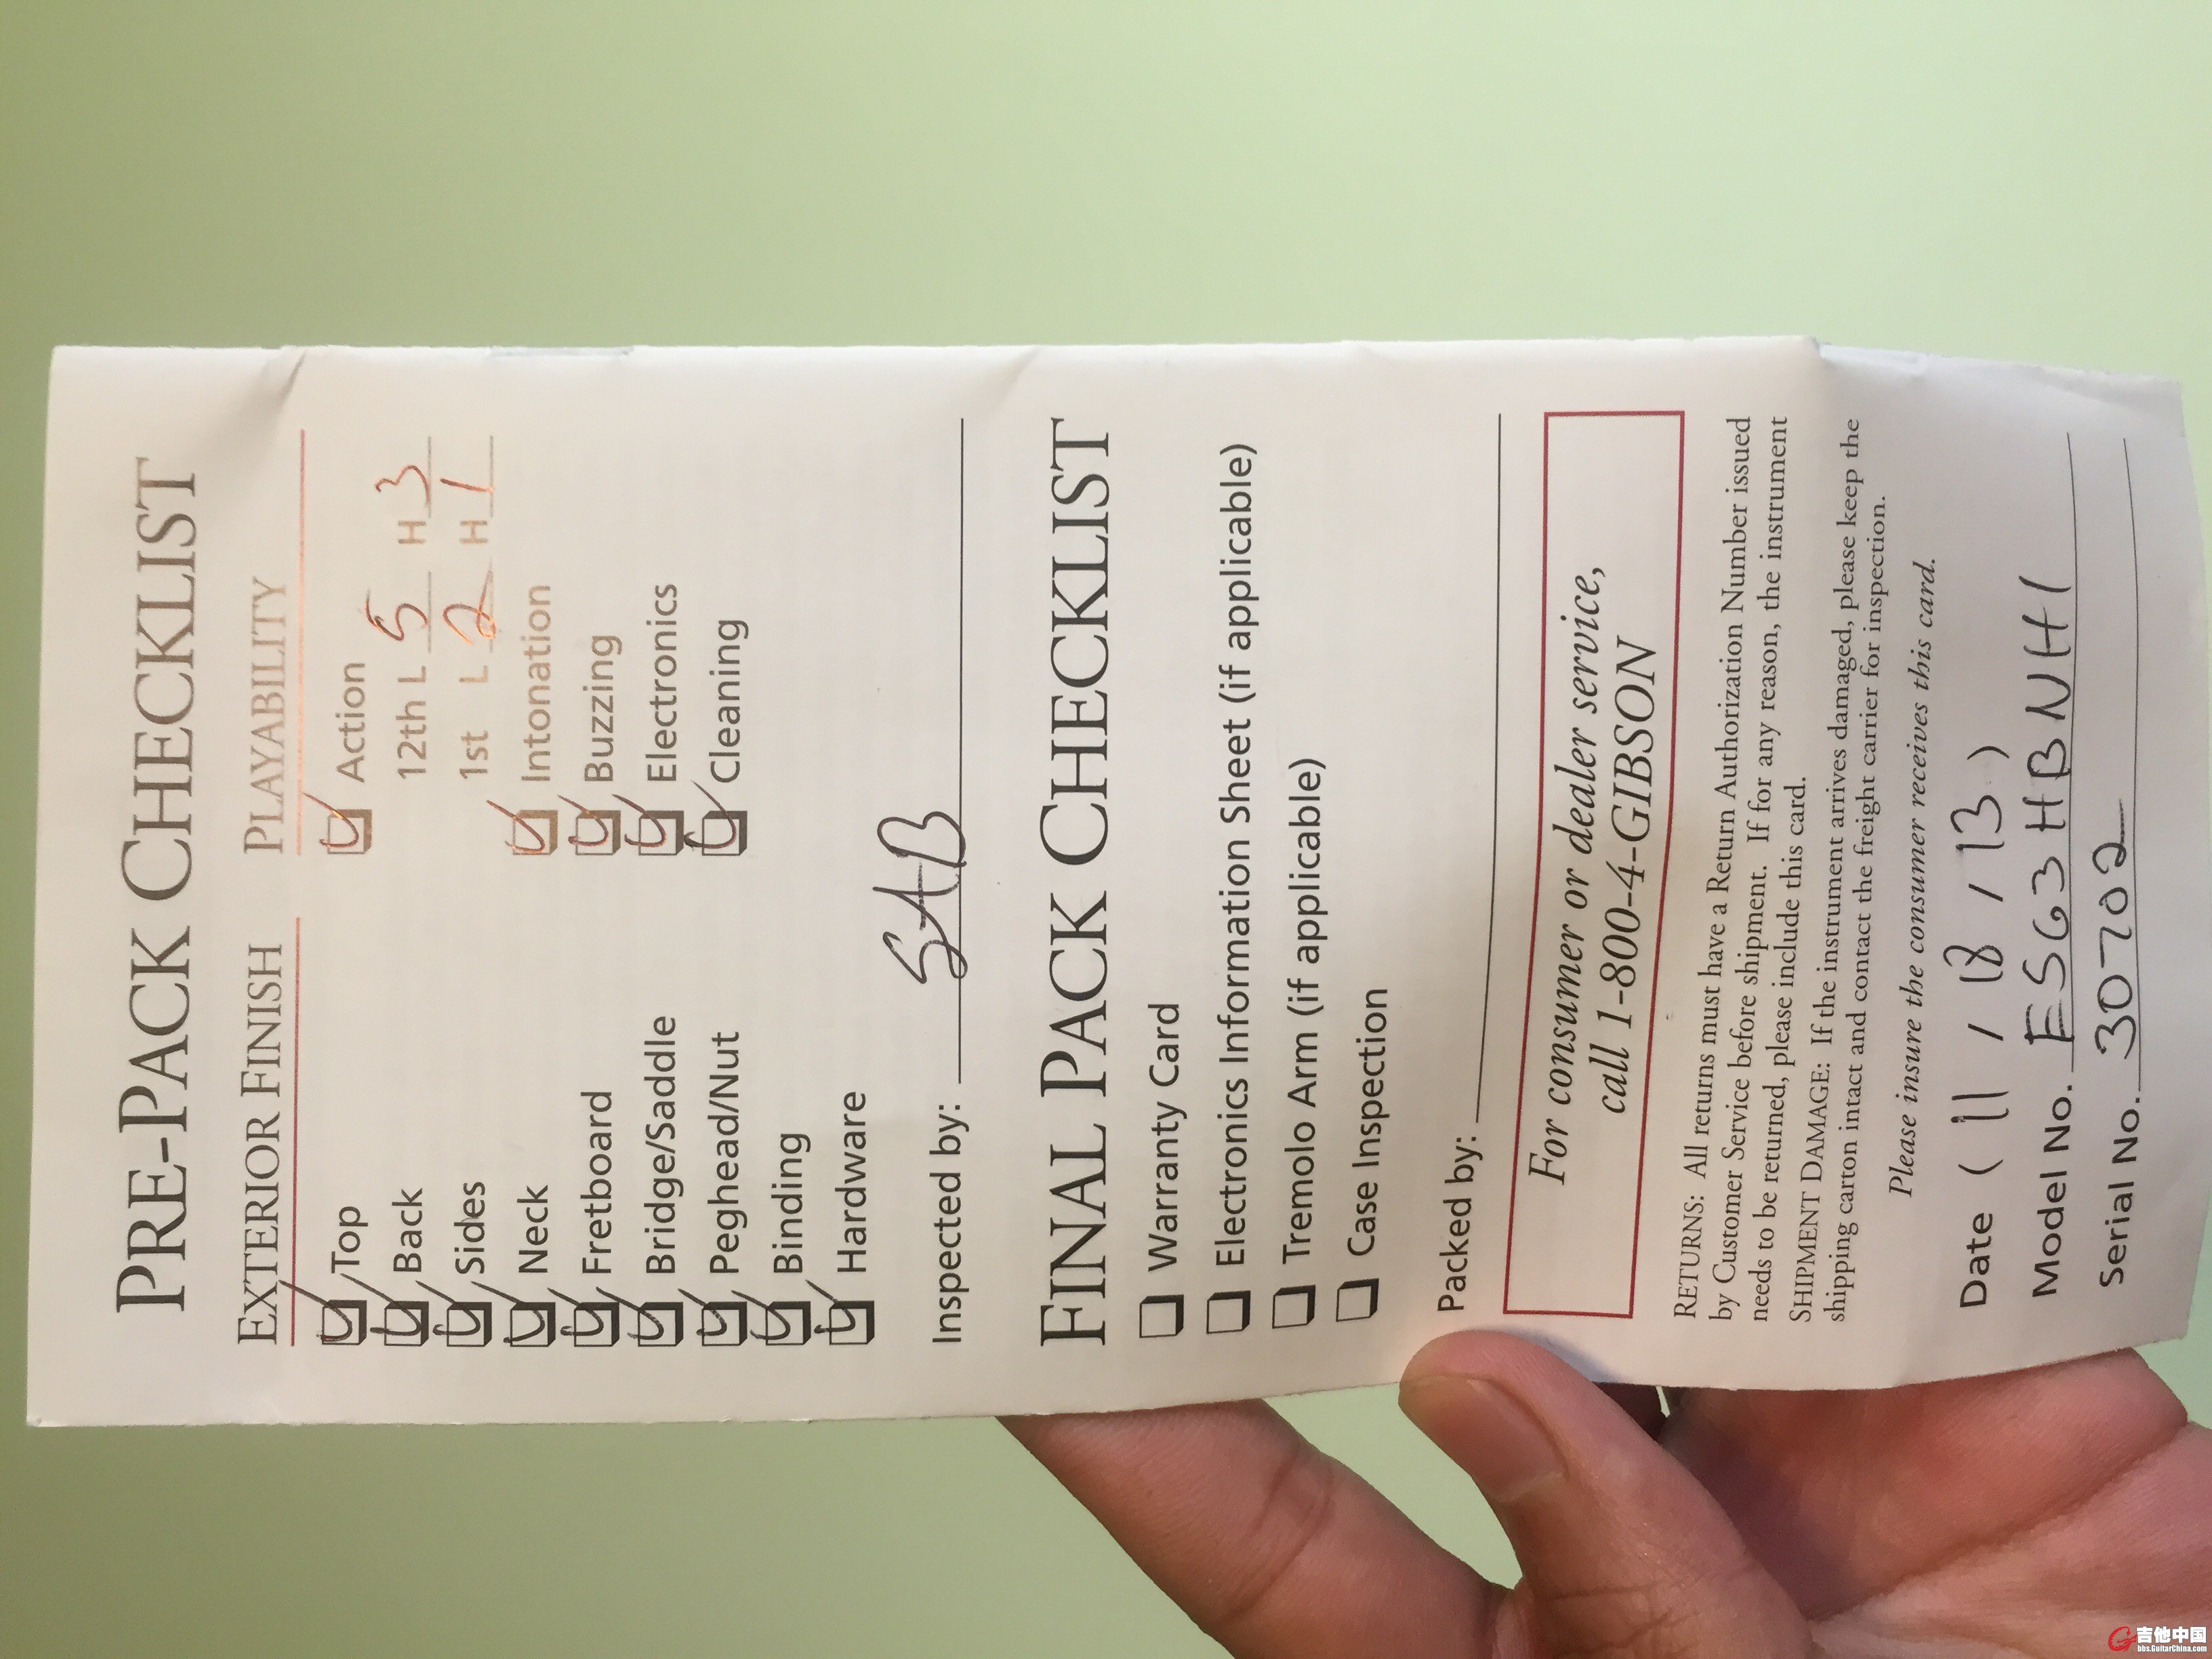 PRE-PACK CHECKLIST
EXTERIOR FINISH
Top
Back
Sides
Neck
Fretboard
Bridge/Saddle
Peghead/Nut
Binding
Hardware
PLAYABILITY
Action
12th L 5 H 3
1st L 2 H 1
Intonation
Buzzing
Electronics
Cleaning
Inspected by: SAB
FINAL PACK CHECKLIST
Warranty Card
Electronics Information Sheet (if applicable)
Tremolo Arm (if applicable)
Case Inspection
Packed by:
For consumer or dealer service,
call 1-800-4-GIBSON
RETURNS: All returns must have a Return Authorization Number issued
by Customer Service before shipment. If for any reason, the instrument
needs to be returned, please include this card.
SHIPMENT DAMAGE: If the instrument arrives damaged, please keep the
shipping carton intact and contact the freight carrier for inspection.
Please insure the consumer receives this card.
Date ( 11 / 18 / 13 )
Model No. ES63HBNH1
Serial No. 30702
吉他中国
bbs.GuitarChina.com